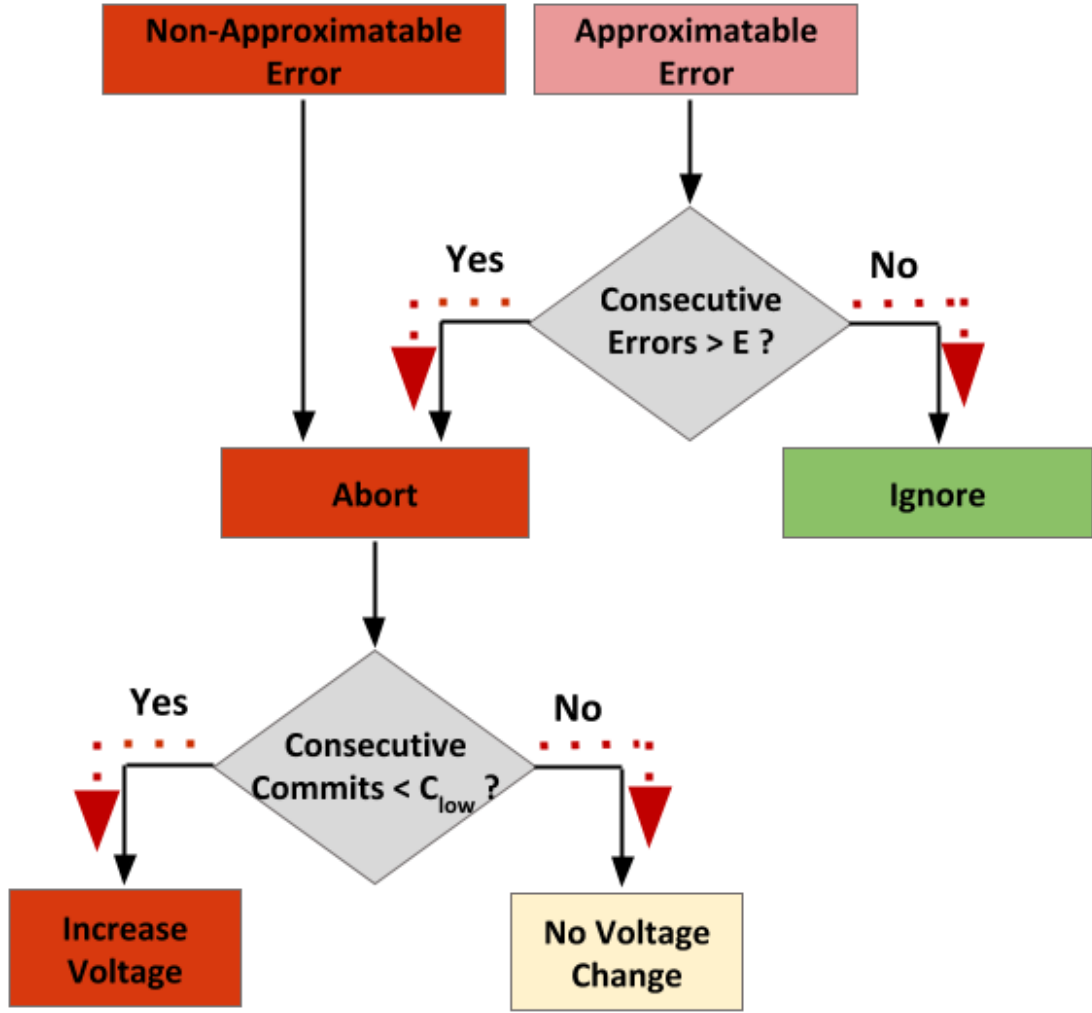 Non-Approximatable
Error
Approximatable
Error
Yes
No
Consecutive
Errors > E ?
Abort
Ignore
Yes
No
Consecutive
Commits < C_low ?
Increase
Voltage
No Voltage
Change